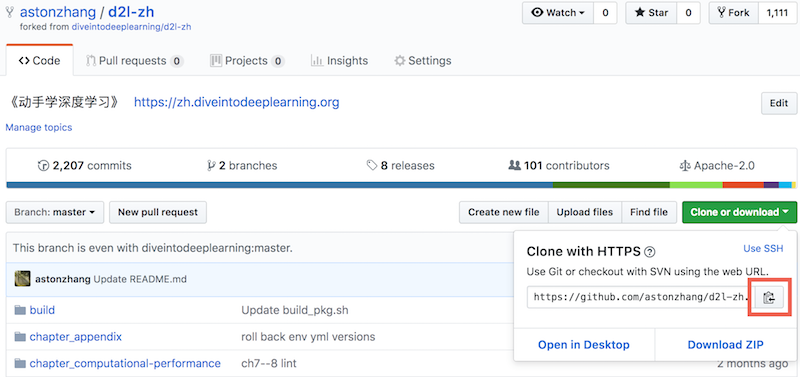 astonzhang / d2l-zh
Watch 0 Star 0 Fork 1,111
forked from diveintodeeplearning/d2l-zh
Code Pull requests 0 Projects 0 Insights Settings
《动手学深度学习》 https://zh.diveintodeeplearning.org
Edit
Manage topics
2,207 commits 2 branches 8 releases 101 contributors Apache-2.0
Branch: master New pull request Create new file Upload files Find file Clone or download
This branch is even with diveintodeeplearning:master.
astonzhang Update README.md
build Update build_pkg.sh
chapter_appendix roll back env yml versions
chapter_computational-performance ch7--8 lint 2 months ago
Clone with HTTPS ? Use SSH
Use Git or checkout with SVN using the web URL.
https://github.com/astonzhang/d2l-zh.
Open in Desktop Download ZIP